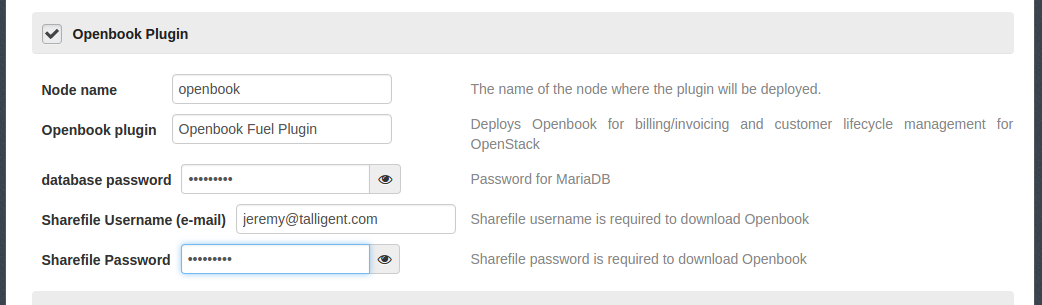 Openbook Plugin
Node name openbook The name of the node where the plugin will be deployed.
Openbook plugin Openbook Fuel Plugin Deploys Openbook for billing/invoicing and customer lifecycle management for
OpenStack
database password ••••••••• Password for MariaDB
Sharefile Username (e-mail) jeremy@talligent.com Sharefile username is required to download Openbook
Sharefile Password ••••••••• Sharefile password is required to download Openbook